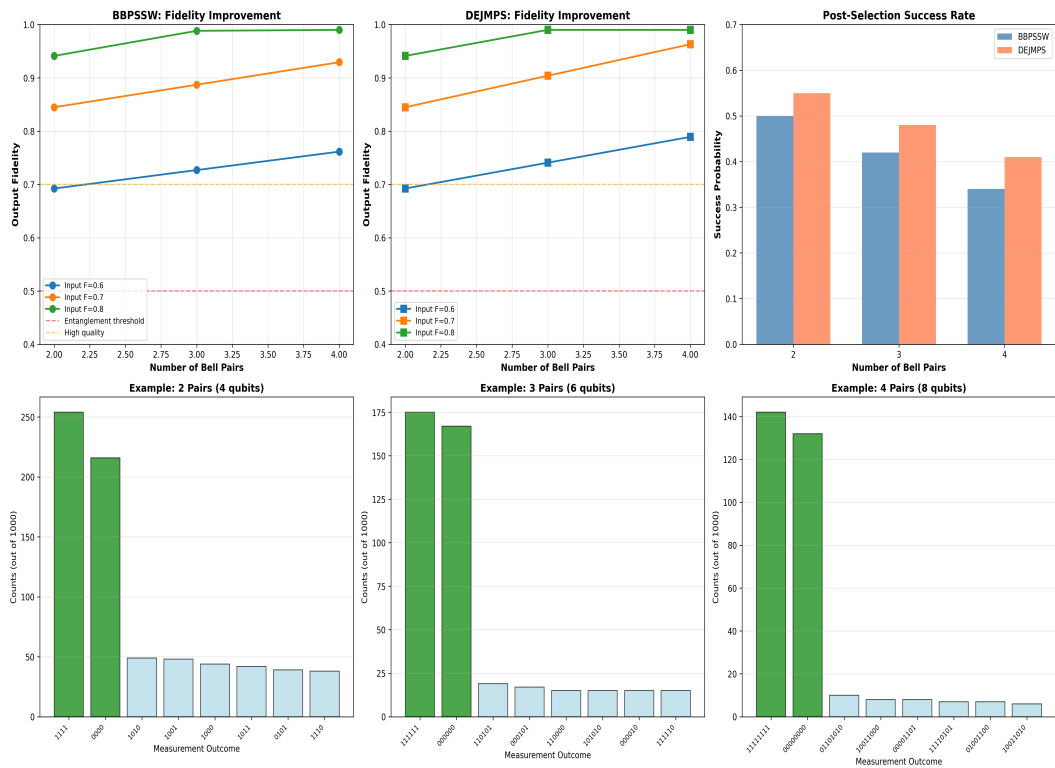 BBPSSW: Fidelity Improvement
Output Fidelity
1.0
0.9
0.8
0.7
0.6
0.5
0.4
Input F=0.6
Input F=0.7
Input F=0.8
Entanglement threshold
High quality
2.00 2.25 2.50 2.75 3.00 3.25 3.50 3.75 4.00
Number of Bell Pairs
DEJMPS: Fidelity Improvement
Output Fidelity
1.0
0.9
0.8
0.7
0.6
0.5
0.4
Input F=0.6
Input F=0.7
Input F=0.8
2.00 2.25 2.50 2.75 3.00 3.25 3.50 3.75 4.00
Number of Bell Pairs
Post-Selection Success Rate
Success Probability
0.7
0.6
0.5
0.4
0.3
0.2
0.1
0.0
BBPSSW
DEJMPS
2 3 4
Number of Bell Pairs
Example: 2 Pairs (4 qubits)
Counts (out of 1000)
250
200
150
100
50
0
1111 0000 1010 1001 1000 1011 0101 1110
Measurement Outcome
Example: 3 Pairs (6 qubits)
Counts (out of 1000)
175
150
125
100
75
50
25
0
111111 000000 110101 000101 110000 101010 000010 111110
Measurement Outcome
Example: 4 Pairs (8 qubits)
Counts (out of 1000)
140
120
100
80
60
40
20
0
11111111 00000000 01101010 10011000 00001101 11110101 01001100 10011010
Measurement Outcome